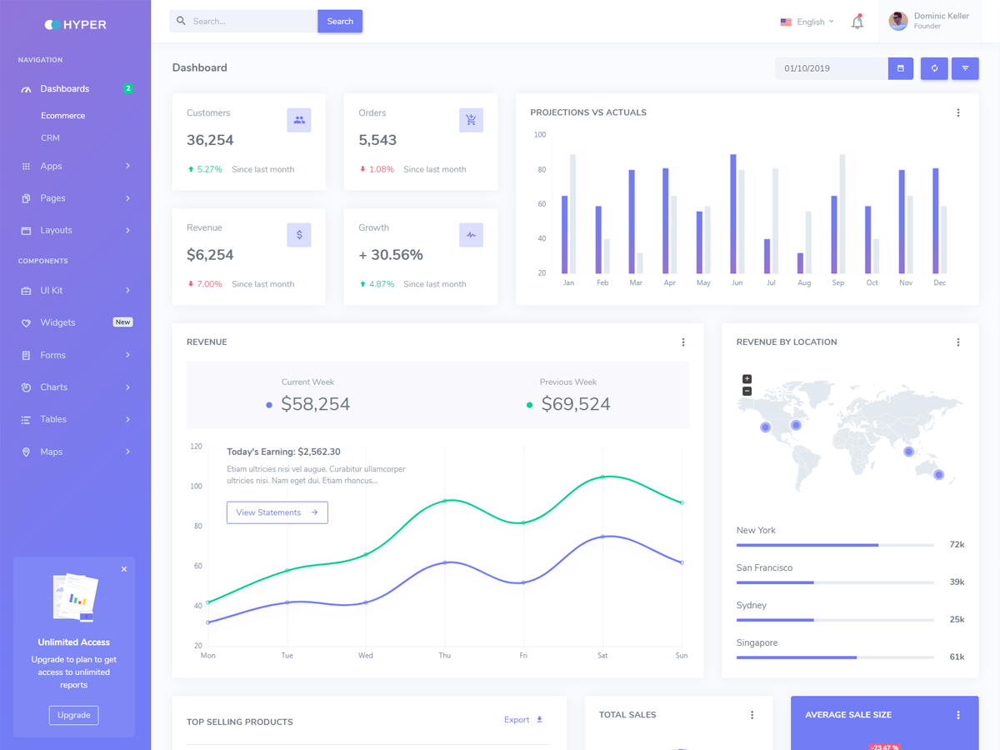 HYPER
NAVIGATION
Dashboards 2
Ecommerce
CRM
Apps
Pages
Layouts
COMPONENTS
UI Kit
Widgets New
Forms
Charts
Tables
Maps
Unlimited Access
Upgrade to plan to get
access to unlimited
reports
Upgrade
Search... Search
English
Dominic Keller
Founder
Dashboard
01/10/2019
Customers
36,254
5.27% Since last month
Orders
5,543
1.08% Since last month
Revenue
$6,254
7.00% Since last month
Growth
+ 30.56%
4.87% Since last month
PROJECTIONS VS ACTUALS
100
80
60
40
20
Jan Feb Mar Apr May Jun Jul Aug Sep Oct Nov Dec
REVENUE
Current Week
$58,254
Previous Week
$69,524
Today's Earning: $2,562.30
Etiam ultricies nisi vel augue. Curabitur ullamcorper
ultricies nisi. Nam eget dui. Etiam rhoncus...
View Statements
120
100
80
60
40
20
Mon Tue Wed Thu Fri Sat Sun
REVENUE BY LOCATION
+
−
New York
72k
San Francisco
39k
Sydney
25k
Singapore
61k
TOP SELLING PRODUCTS
Export
TOTAL SALES
AVERAGE SALE SIZE
-23.47 %